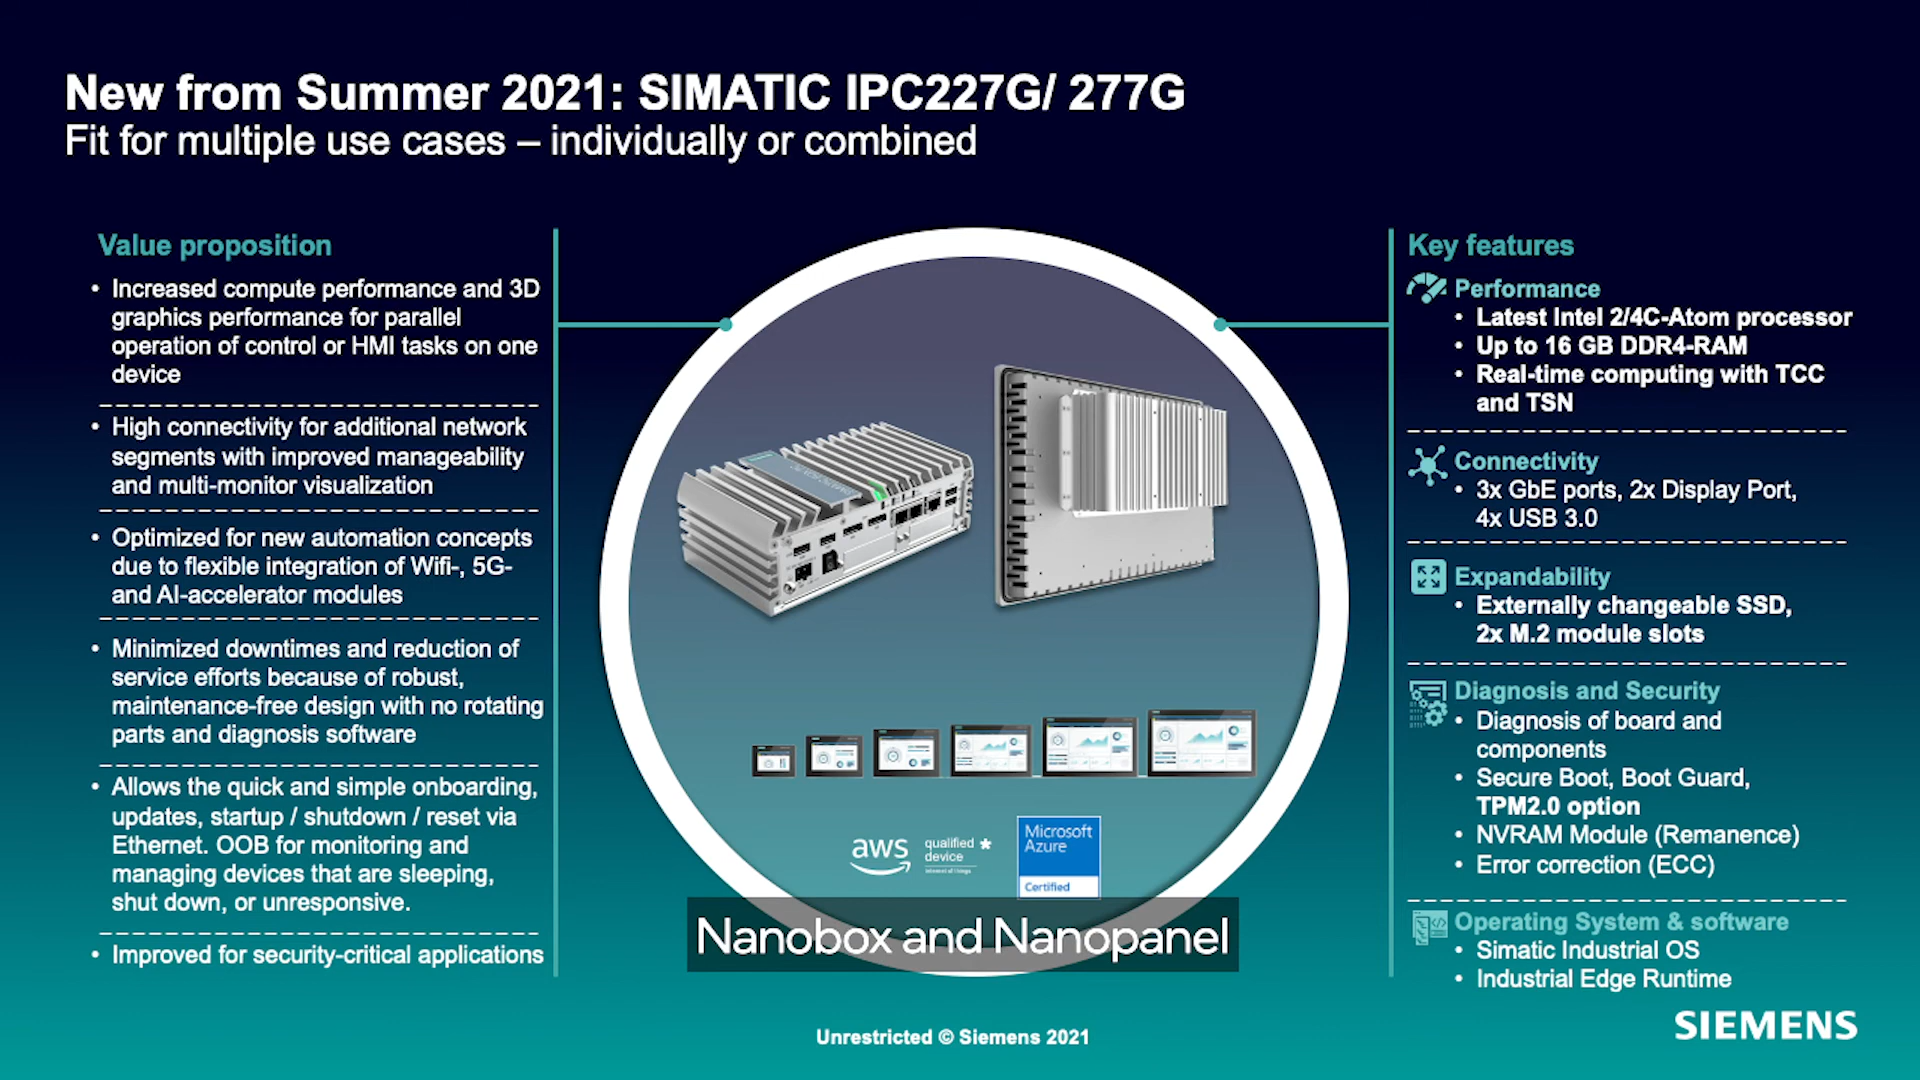 New from Summer 2021: SIMATIC IPC227G/ 277G
Fit for multiple use cases – individually or combined
Value proposition
• Increased compute performance and 3D
graphics performance for parallel
operation of control or HMI tasks on one
device
• High connectivity for additional network
segments with improved manageability
and multi-monitor visualization
• Optimized for new automation concepts
due to flexible integration of Wifi-, 5G-
and AI-accelerator modules
• Minimized downtimes and reduction of
service efforts because of robust,
maintenance-free design with no rotating
parts and diagnosis software
• Allows the quick and simple onboarding,
updates, startup / shutdown / reset via
Ethernet. OOB for monitoring and
managing devices that are sleeping,
shut down, or unresponsive.
• Improved for security-critical applications
aws
qualified
device
Microsoft
Azure
Certified
Nanobox and Nanopanel
Key features
Performance
• Latest Intel 2/4C-Atom processor
• Up to 16 GB DDR4-RAM
• Real-time computing with TCC
and TSN
Connectivity
• 3x GbE ports, 2x Display Port,
4x USB 3.0
Expandability
• Externally changeable SSD,
2x M.2 module slots
Diagnosis and Security
• Diagnosis of board and
components
• Secure Boot, Boot Guard,
TPM2.0 option
• NVRAM Module (Remanence)
• Error correction (ECC)
Operating System & software
• Simatic Industrial OS
• Industrial Edge Runtime
Unrestricted © Siemens 2021
SIEMENS